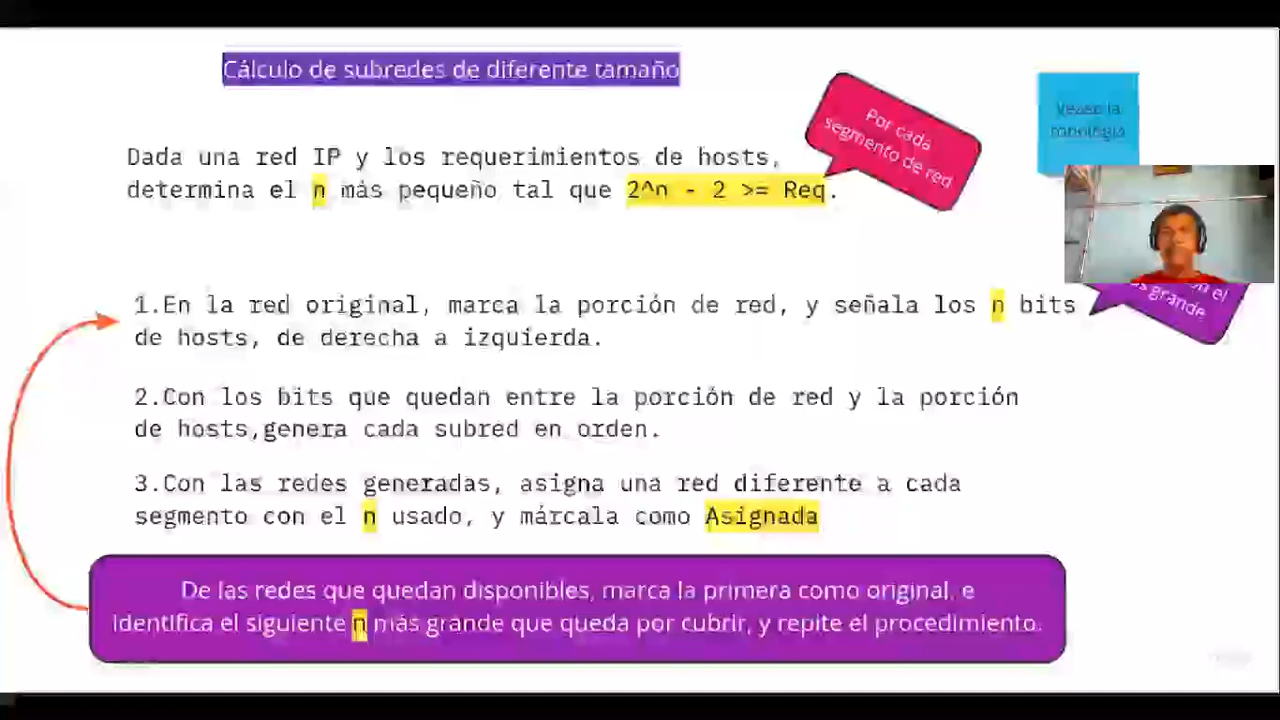 Cálculo de subredes de diferente tamaño
Por cada
segmento de red
Vease la
topología
Dada una red IP y los requerimientos de hosts,
determina el n más pequeño tal que 2^n - 2 >= Req.
1.En la red original, marca la porción de red, y señala los n bits
de hosts, de derecha a izquierda.
el
grande
2.Con los bits que quedan entre la porción de red y la porción
de hosts,genera cada subred en orden.
3.Con las redes generadas, asigna una red diferente a cada
segmento con el n usado, y márcala como Asignada
De las redes que quedan disponibles, marca la primera como original, e
identifica el siguiente n más grande que queda por cubrir, y repite el procedimiento.